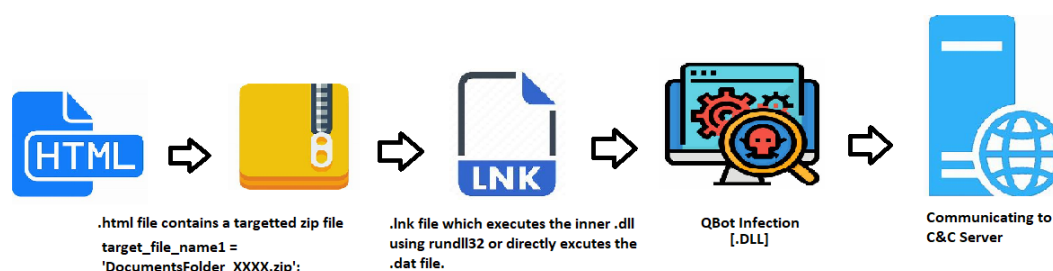 HTML
LNK
.html file contains a targetted zip file
target_file_name1 =
'DocumentsFolder_XXXX.zip';
.lnk file which executes the inner .dll
using rundll32 or directly excutes the
.dat file.
QBot Infection
[.DLL]
Communicating to
C&C Server